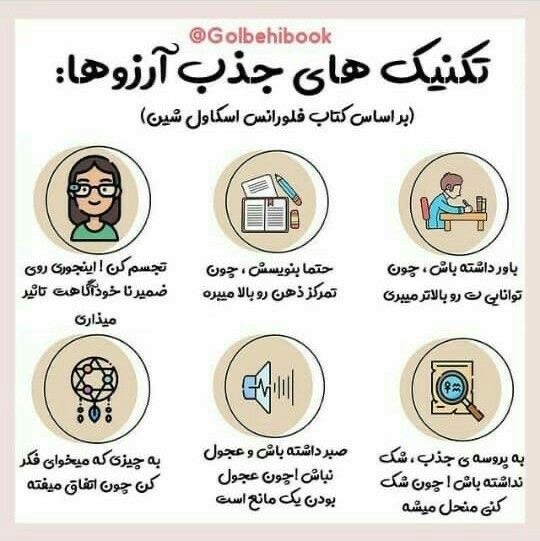 @Golbehibook
تکنیک های جذب آرزوها:
(بر اساس کتاب فلورانس اسکاول شین)
باور داشته باش ، چون
توانایی ت رو بالاتر میبری
حتما بنویسش ، چون
تمرکز ذهن رو بالا میبره
تجسم کن ! اینجوری روی
ضمیر نا خودآگاهت تاثیر
میذاری
به پروسه ی جذب ، شک
نداشته باش ! چون شک
کنی منحل میشه
صبر داشته باش و عجول
نباش ! چون عجول
بودن یک مانع است
به چیزی که میخوای فکر
کن چون اتفاق میفته